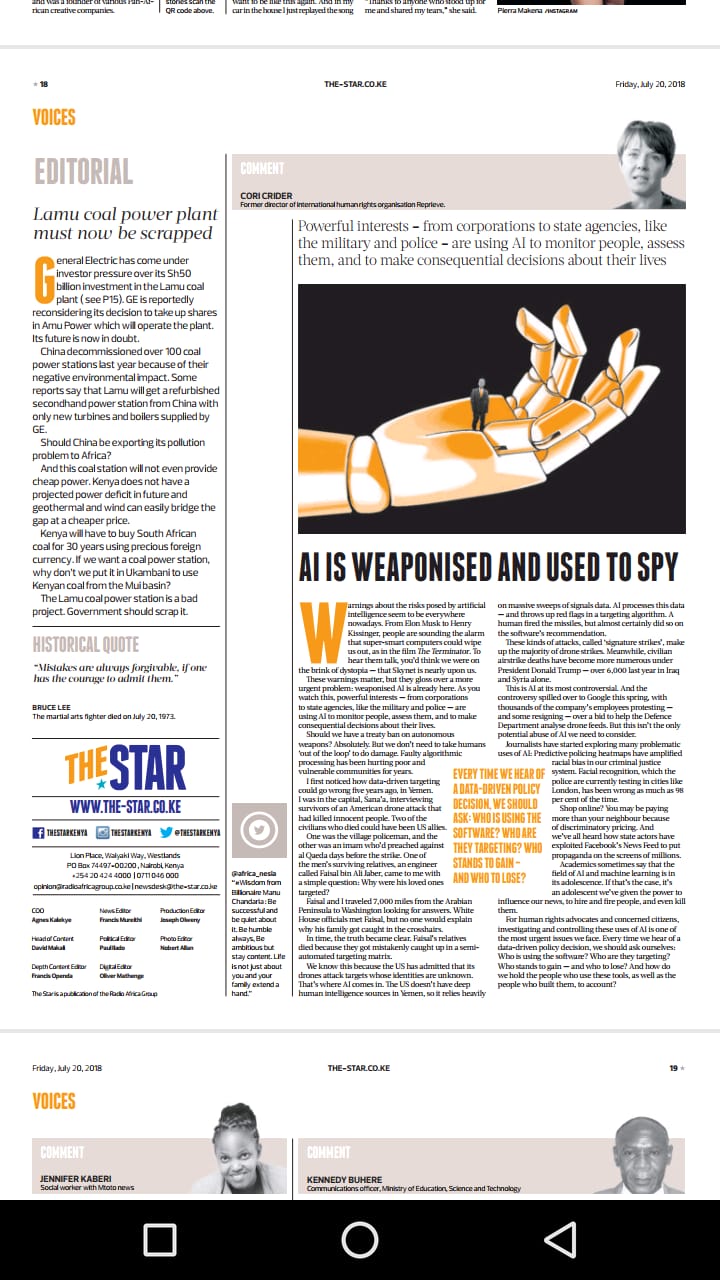 and was a founder of various Pan-Af-
rican creative companies.
stories scan the
QR code above.
want to be like this again. And in my
car in the house I just replayed the song
"Thanks to anyone who stood up for
me and shared my tears," she said.
Pierra Makena /INSTAGRAM
18
THE-STAR.CO.KE
Friday, July 20, 2018
VOICES
EDITORIAL
Lamu coal power plant
must now be scrapped
General Electric has come under
investor pressure over its Sh50
billion investment in the Lamu coal
plant ( see P15). GE is reportedly
reconsidering its decision to take up shares
in Amu Power which will operate the plant.
Its future is now in doubt.
China decommissioned over 100 coal
power stations last year because of their
negative environmental impact. Some
reports say that Lamu will get a refurbished
secondhand power station from China with
only new turbines and boilers supplied by
GE.
Should China be exporting its pollution
problem to Africa?
And this coal station will not even provide
cheap power. Kenya does not have a
projected power deficit in future and
geothermal and wind can easily bridge the
gap at a cheaper price.
Kenya will have to buy South African
coal for 30 years using precious foreign
currency. If we want a coal power station,
why don't we put it in Ukambani to use
Kenyan coal from the Mui basin?
The Lamu coal power station is a bad
project. Government should scrap it.
HISTORICAL QUOTE
"Mistakes are always forgivable, if one
has the courage to admit them."
BRUCE LEE
The martial arts fighter died on July 20, 1973.
THE STAR
WWW.THE-STAR.CO.KE
THESTARKENYA THESTARKENYA @THESTARKENYA
Lion Place, Waiyaki Way, Westlands
PO Box 74497-00200, Nairobi, Kenya
+254 20 424 4000 | 0711 046 000
opinion@radioafricagroup.co.ke | newsdesk@the-star.co.ke
COO
Agnes Kalekye
News Editor
Francis Mureithi
Production Editor
Joseph Olweny
Head of Content
David Makali
Political Editor
Paul Ilado
Photo Editor
Nobert Allan
Depth Content Editor
Francis Openda
Digital Editor
Oliver Mathenge
The Star is a publication of the Radio Africa Group
@africa_nesia
"#Wisdom from
Billionaire Manu
Chandaria: Be
successful and
be quiet about
it. Be humble
always, Be
ambitious but
stay content. Life
is not just about
you and your
family extend a
hand."
COMMENT
CORI CRIDER
Former director of international human rights organisation Reprieve.
Powerful interests – from corporations to state agencies, like
the military and police – are using AI to monitor people, assess
them, and to make consequential decisions about their lives
AI IS WEAPONISED AND USED TO SPY
Warnings about the risks posed by artificial
intelligence seem to be everywhere
nowadays. From Elon Musk to Henry
Kissinger, people are sounding the alarm
that super-smart computers could wipe
us out, as in the film The Terminator. To
hear them talk, you'd think we were on
the brink of dystopia — that Skynet is nearly upon us.
These warnings matter, but they gloss over a more
urgent problem: weaponised AI is already here. As you
watch this, powerful interests — from corporations
to state agencies, like the military and police — are
using AI to monitor people, assess them, and to make
consequential decisions about their lives.
Should we have a treaty ban on autonomous
weapons? Absolutely. But we don't need to take humans
'out of the loop' to do damage. Faulty algorithmic
processing has been hurting poor and
vulnerable communities for years.
I first noticed how data-driven targeting
could go wrong five years ago, in Yemen.
I was in the capital, Sana'a, interviewing
survivors of an American drone attack that
had killed innocent people. Two of the
civilians who died could have been US allies.
One was the village policeman, and the
other was an imam who'd preached against
al Qaeda days before the strike. One of
the men's surviving relatives, an engineer
called Faisal bin Ali Jaber, came to me with
a simple question: Why were his loved ones
targeted?
Faisal and I traveled 7,000 miles from the Arabian
Peninsula to Washington looking for answers. White
House officials met Faisal, but no one would explain
why his family got caught in the crosshairs.
In time, the truth became clear. Faisal's relatives
died because they got mistakenly caught up in a semi-
automated targeting matrix.
We know this because the US has admitted that its
drones attack targets whose identities are unknown.
That's where AI comes in. The US doesn't have deep
human intelligence sources in Yemen, so it relies heavily
EVERY TIME WE HEAR OF
A DATA-DRIVEN POLICY
DECISION, WE SHOULD
ASK: WHO IS USING THE
SOFTWARE? WHO ARE
THEY TARGETING? WHO
STANDS TO GAIN –
AND WHO TO LOSE?
on massive sweeps of signals data. AI processes this data
— and throws up red flags in a targeting algorithm. A
human fired the missiles, but almost certainly did so on
the software's recommendation.
These kinds of attacks, called 'signature strikes', make
up the majority of drone strikes. Meanwhile, civilian
airstrike deaths have become more numerous under
President Donald Trump — over 6,000 last year in Iraq
and Syria alone.
This is AI at its most controversial. And the
controversy spilled over to Google this spring, with
thousands of the company's employees protesting —
and some resigning — over a bid to help the Defence
Department analyse drone feeds. But this isn't the only
potential abuse of AI we need to consider.
Journalists have started exploring many problematic
uses of AI: Predictive policing heatmaps have amplified
racial bias in our criminal justice
system. Facial recognition, which the
police are currently testing in cities like
London, has been wrong as much as 98
per cent of the time.
Shop online? You may be paying
more than your neighbour because
of discriminatory pricing. And
we've all heard how state actors have
exploited Facebook's News Feed to put
propaganda on the screens of millions.
Academics sometimes say that the
field of AI and machine learning is in
its adolescence. If that's the case, it's
an adolescent we've given the power to
influence our news, to hire and fire people, and even kill
them.
For human rights advocates and concerned citizens,
investigating and controlling these uses of AI is one of
the most urgent issues we face. Every time we hear of a
data-driven policy decision, we should ask ourselves:
Who is using the software? Who are they targeting?
Who stands to gain — and who to lose? And how do
we hold the people who use these tools, as well as the
people who built them, to account?
Friday, July 20, 2018
THE-STAR.CO.KE
19
VOICES
COMMENT
JENNIFER KABERI
Social worker with Mtoto news
COMMENT
KENNEDY BUHERE
Communications officer, Ministry of Education, Science and Technology